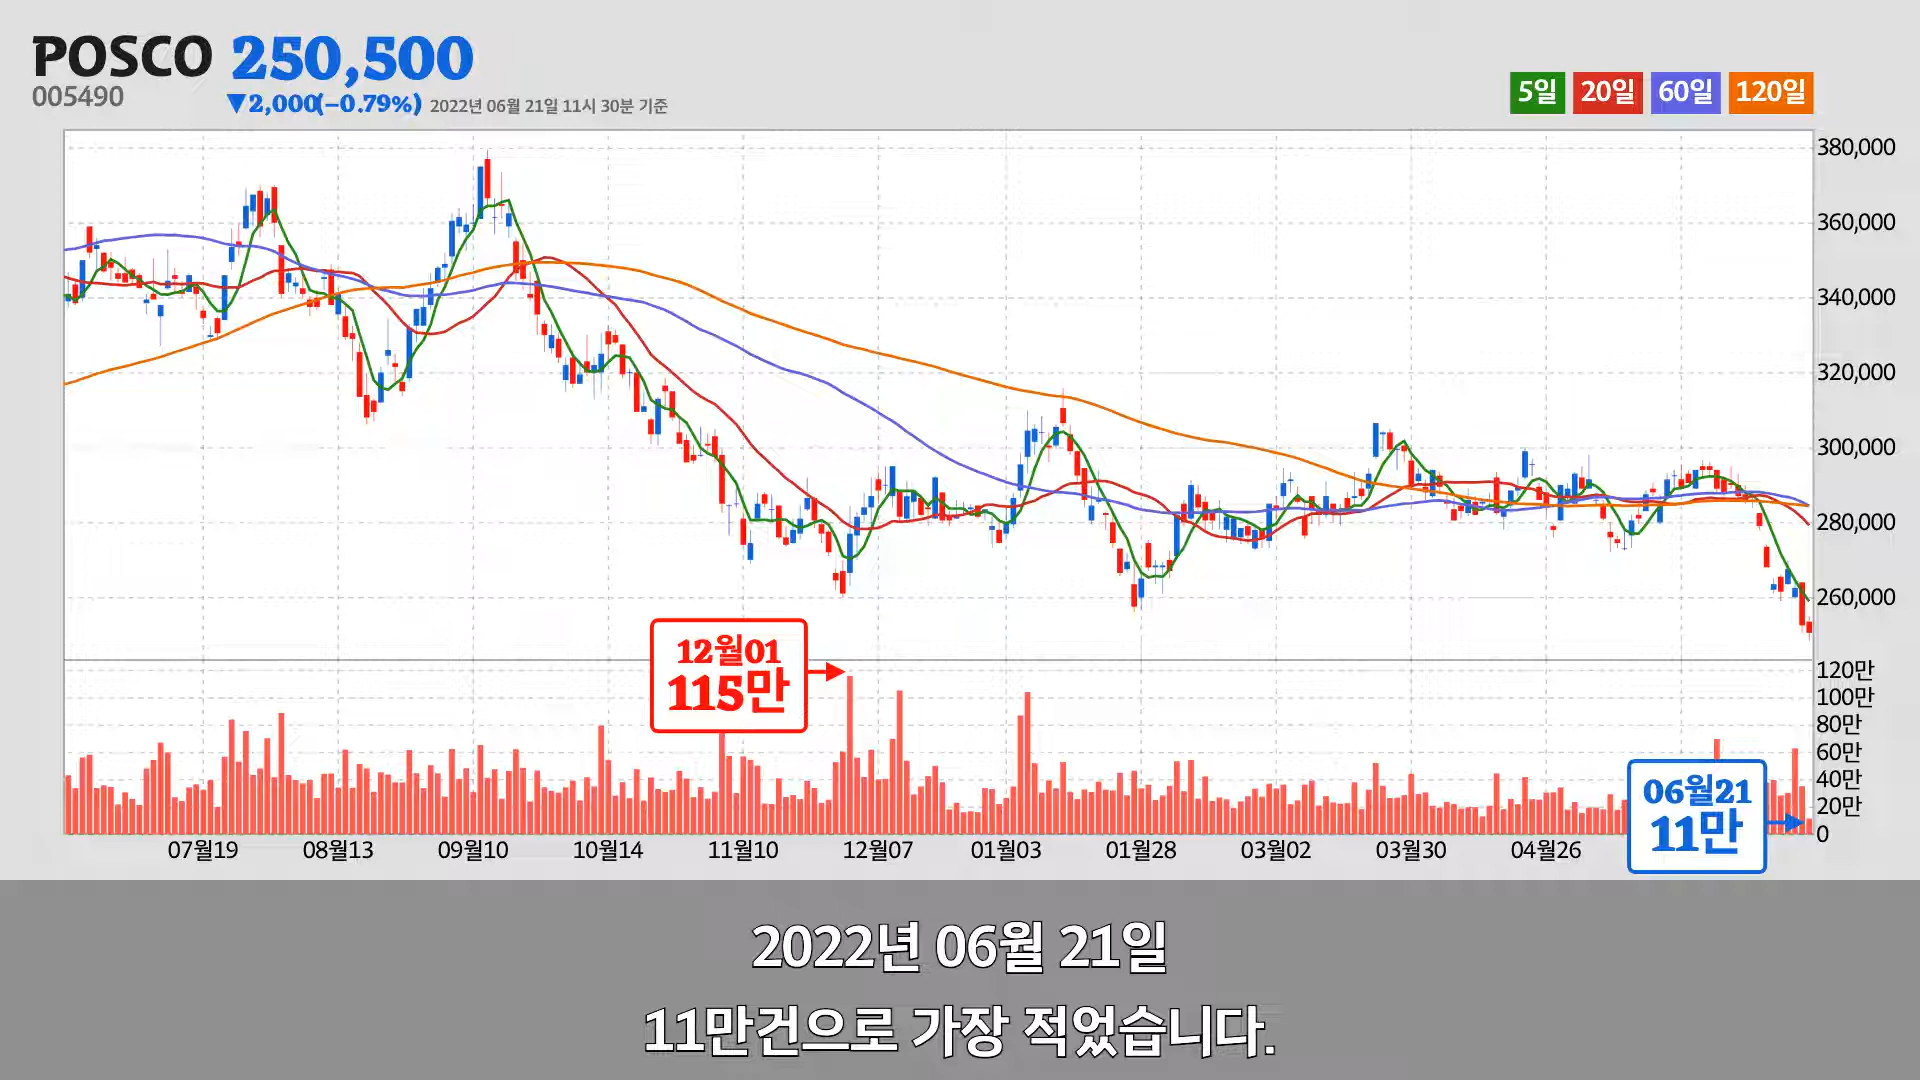 POSCO 250,500
005490
▼2,000(−0.79%) 2022년 06월 21일 11시 30분 기준
5일 20일 60일 120일
380,000
360,000
340,000
320,000
300,000
280,000
260,000
12월01
115만
120만
100만
80만
60만
40만
20만
0
06월21
11만
07월19 08월13 09월10 10월14 11월10 12월07 01월03 01월28 03월02 03월30 04월26
2022년 06월 21일
11만건으로 가장 적었습니다.